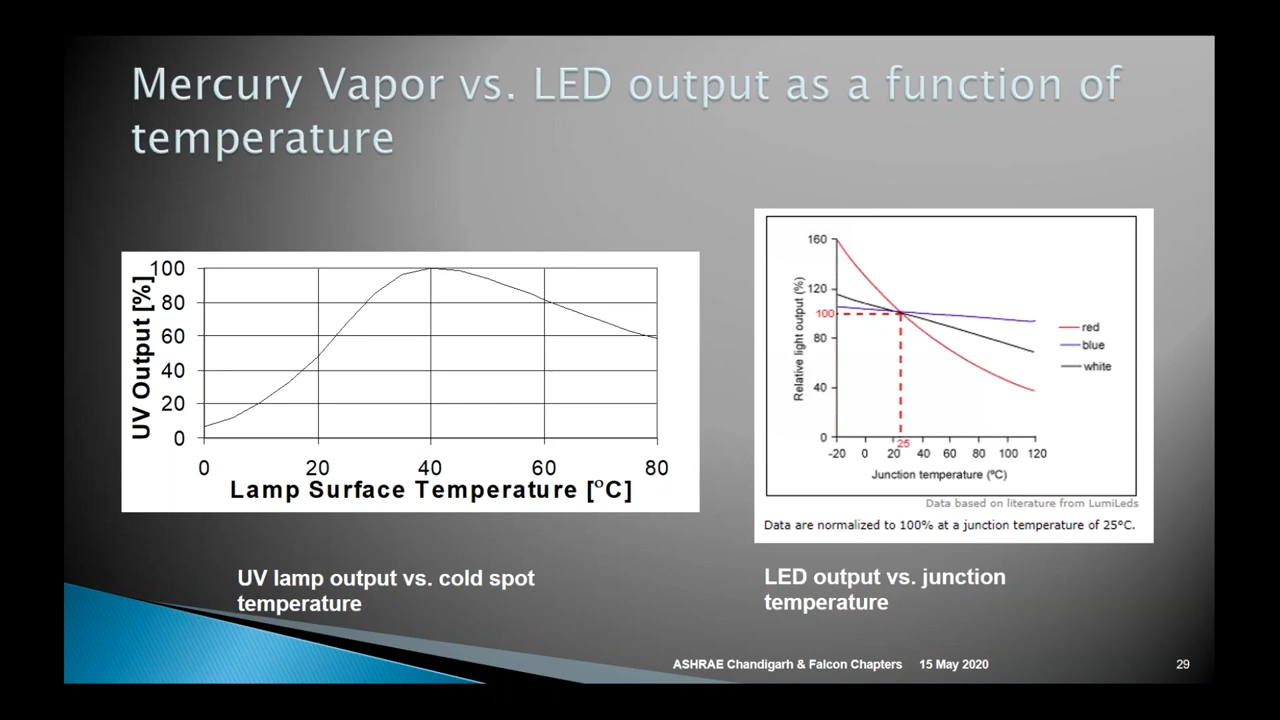 Mercury Vapor vs. LED output as a function of
temperature
UV Output [%]
100
80
60
40
20
0
0 20 40 60 80
Lamp Surface Temperature [°C]
UV lamp output vs. cold spot
temperature
Relative light output (%)
160
120
100
80
40
0
-20 0 20 25 40 60 80 100 120
Junction temperature (ºC)
red
blue
white
Data based on literature from LumiLeds
Data are normalized to 100% at a junction temperature of 25°C.
LED output vs. junction
temperature
ASHRAE Chandigarh & Falcon Chapters 15 May 2020
29